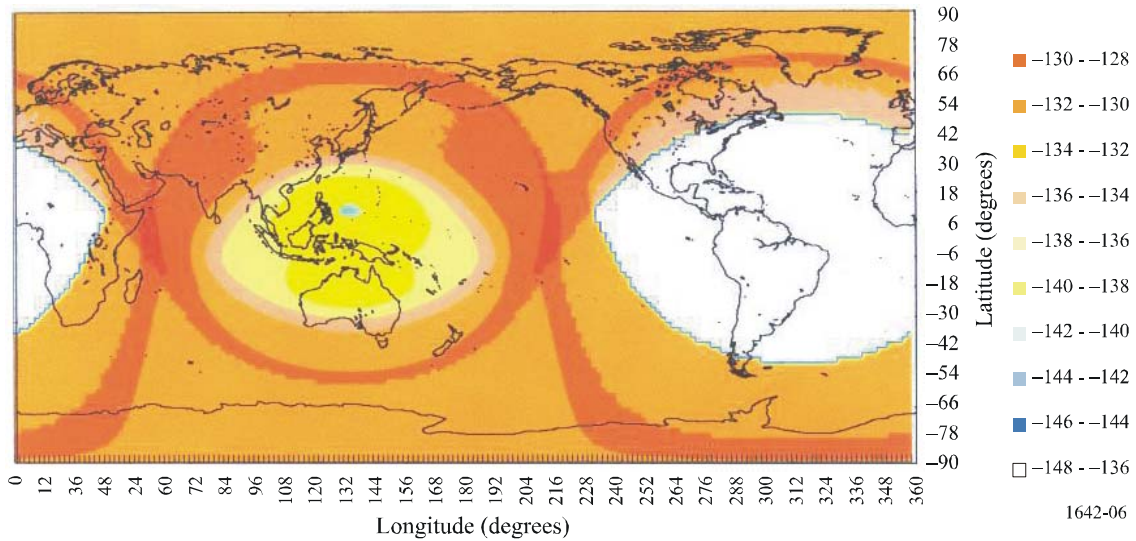 90
78
66
54
42
30
18
6
–6
–18
–30
–42
–54
–66
–78
–90
Latitude (degrees)
0 12 36 48 24 60 72 84 96 108 120 132 144 156 168 180 192 204 216 228 240 252 264 276 288 300 312 324 336 348 360
Longitude (degrees)
–130 - –128
–132 - –130
–134 - –132
–136 - –134
–138 - –136
–140 - –138
–142 - –140
–144 - –142
–146 - –144
–148 - –136
1642-06